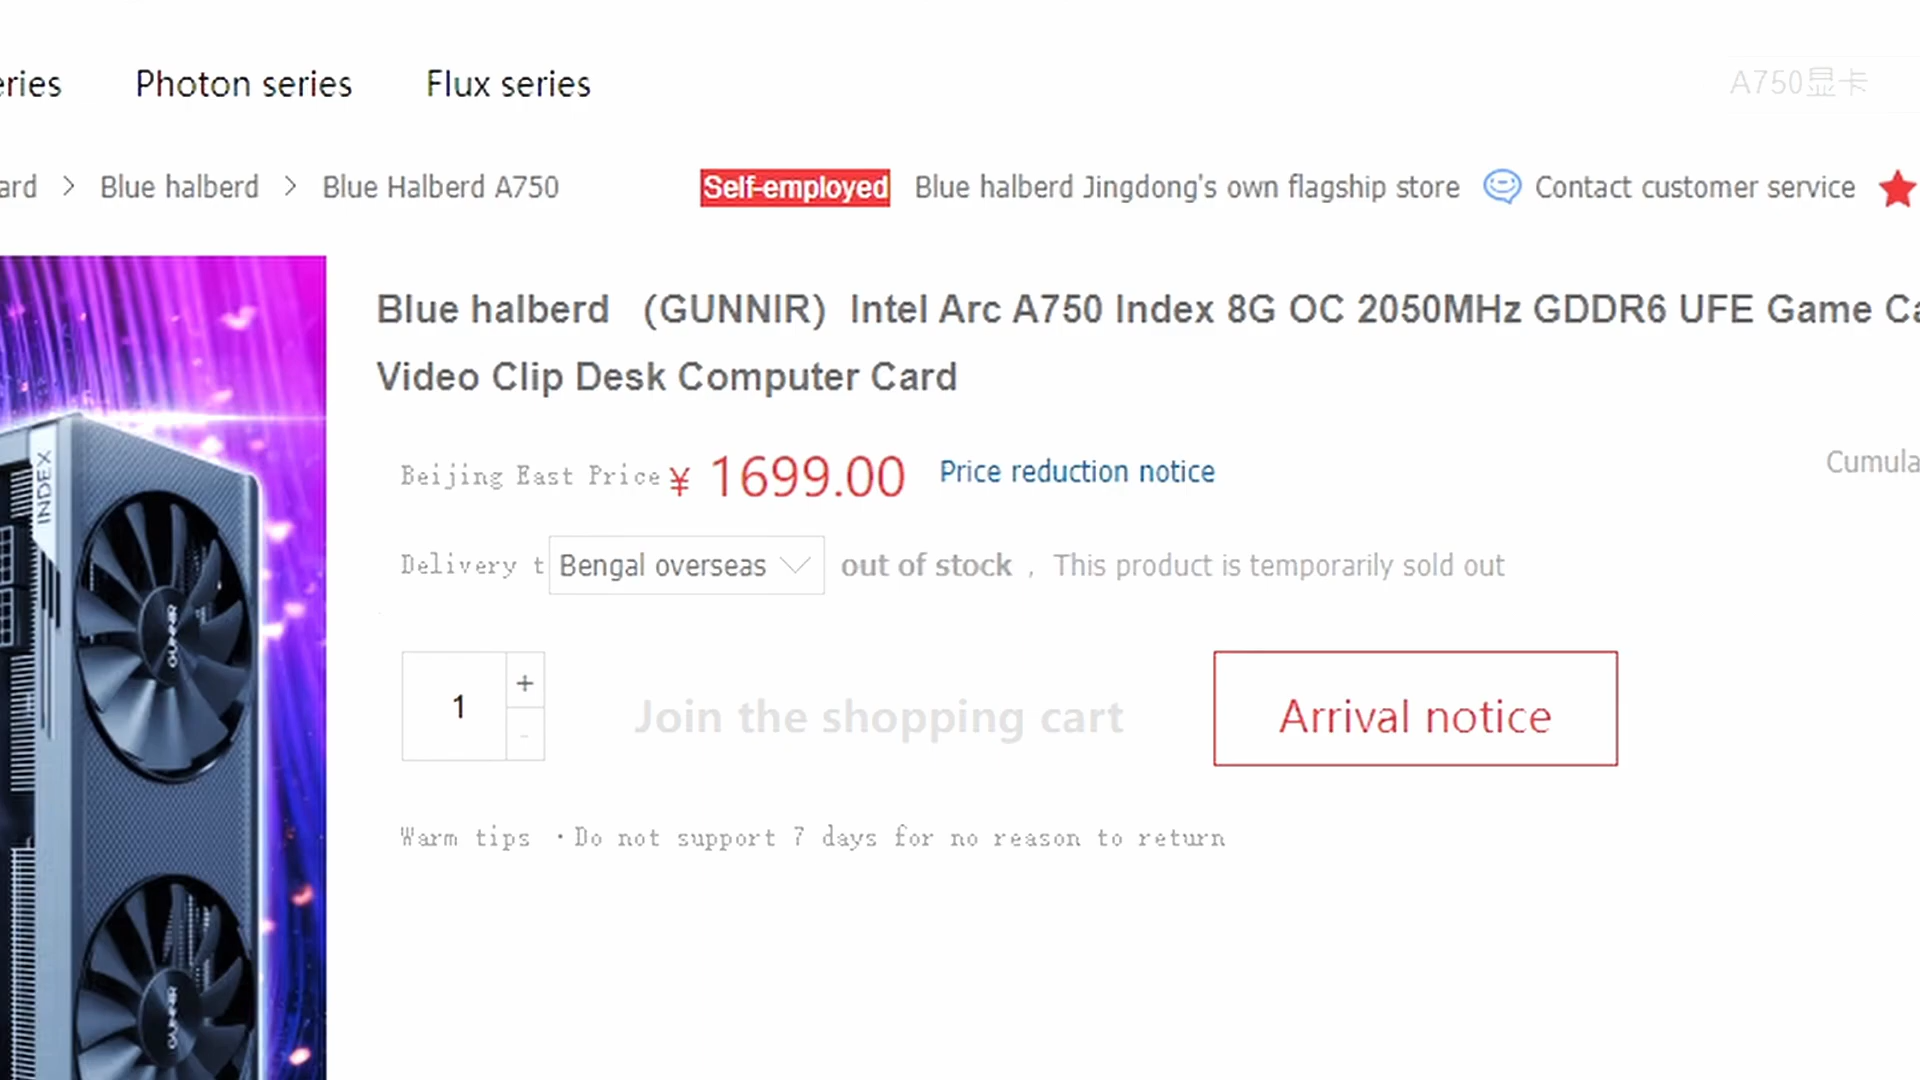 eries Photon series Flux series A750显卡
ard > Blue halberd > Blue Halberd A750 Self-employed Blue halberd Jingdong's own flagship store Contact customer service
Blue halberd （GUNNIR） Intel Arc A750 Index 8G OC 2050MHz GDDR6 UFE Game Ca
Video Clip Desk Computer Card
Beijing East Price ¥ 1699.00 Price reduction notice Cumula
Delivery t Bengal overseas out of stock , This product is temporarily sold out
1 + -
Join the shopping cart Arrival notice
Warm tips ·Do not support 7 days for no reason to return
INDEX
GUNNIR
GUNNIR